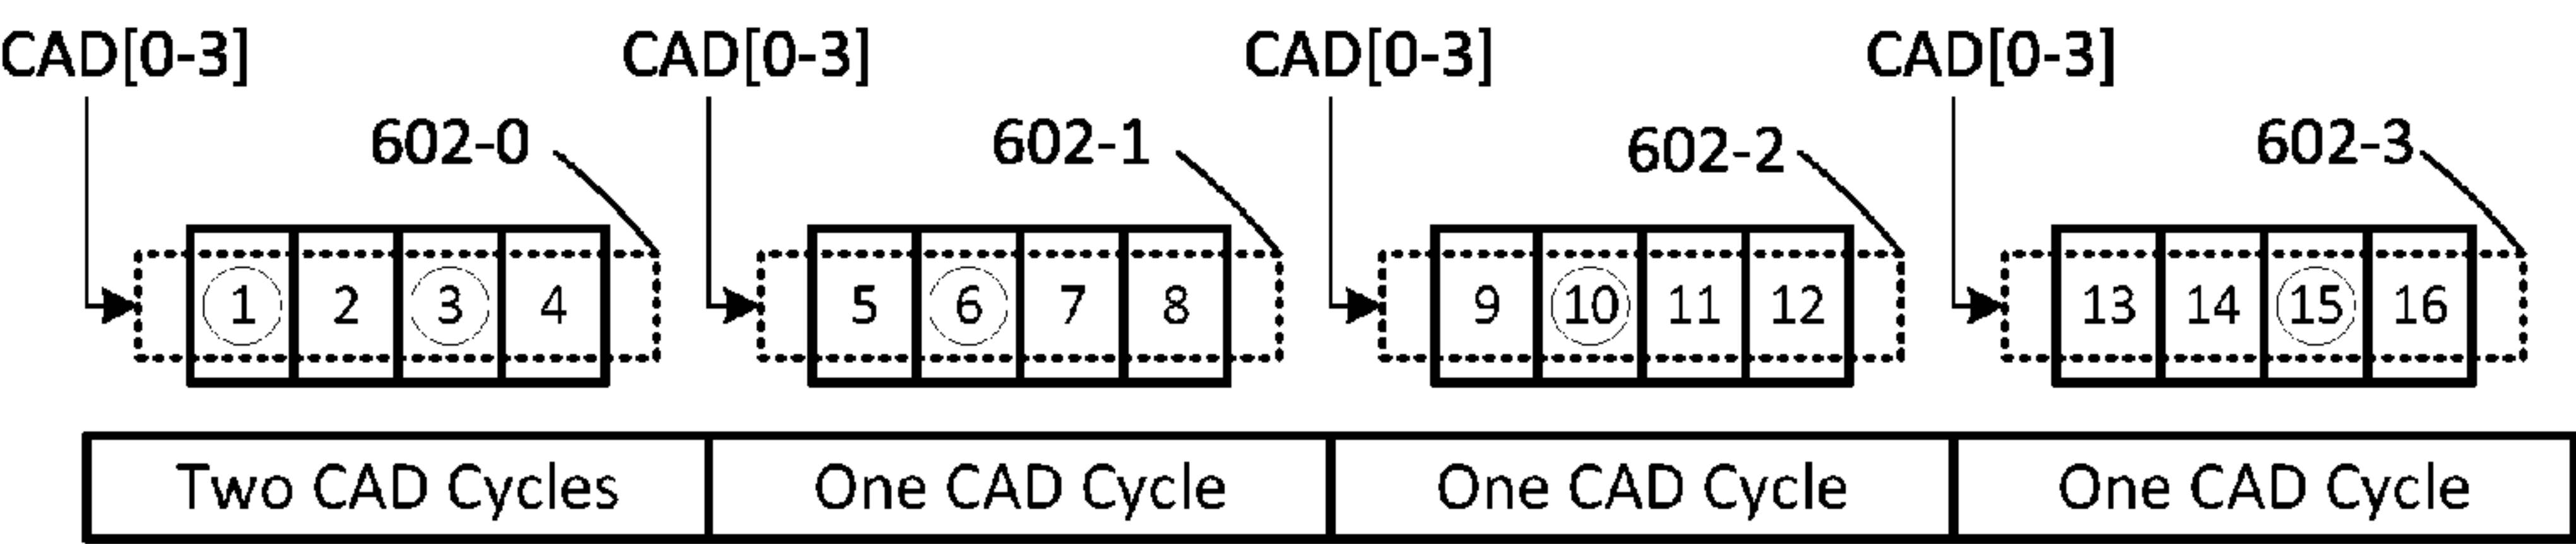 CAD[0-3] CAD[0-3] CAD[0-3] CAD[0-3]
602-0 602-1 602-2 602-3
1 2 3 4 5 6 7 8 9 10 11 12 13 14 15 16
Two CAD Cycles One CAD Cycle One CAD Cycle One CAD Cycle